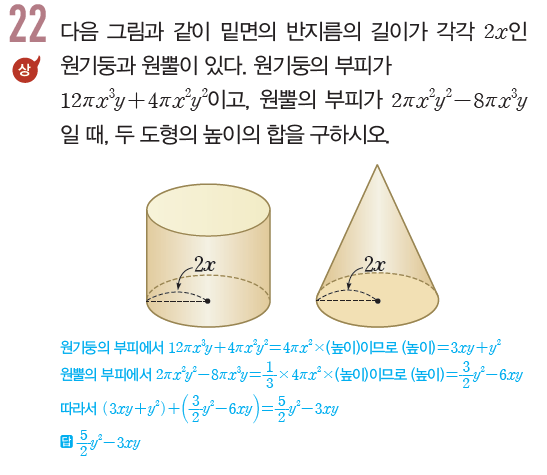 22
상
다음 그림과 같이 밑면의 반지름의 길이가 각각 2x인
원기둥과 원뿔이 있다. 원기둥의 부피가
12πx³y+4πx²y²이고, 원뿔의 부피가 2πx²y²-8πx³y
일 때, 두 도형의 높이의 합을 구하시오.
2x 2x
원기둥의 부피에서 12πx³y+4πx²y²=4πx²×(높이)이므로 (높이)=3xy+y²
원뿔의 부피에서 2πx²y²-8πx³y=1/3×4πx²×(높이)이므로 (높이)=3/2y²-6xy
따라서 (3xy+y²)+(3/2y²-6xy)=5/2y²-3xy
답 5/2y²-3xy